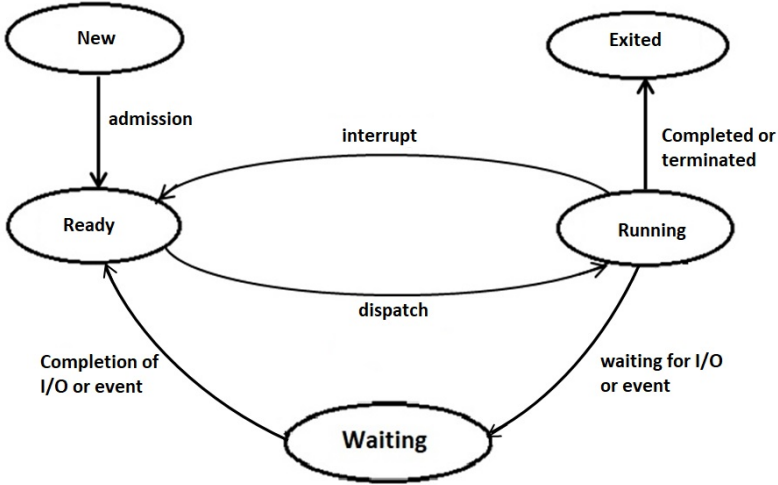 New
Exited
admission
interrupt
Completed or
terminated
Ready
Running
dispatch
Completion of
I/O or event
waiting for I/O
or event
Waiting